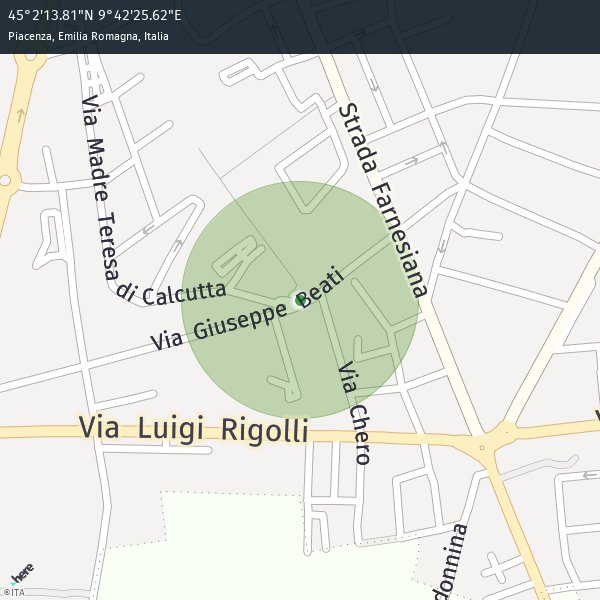 45°2'13.81"N 9°42'25.62"E
Piacenza, Emilia Romagna, Italia
Via Madre Teresa di Calcutta
Strada Farnesiana
Via Giuseppe Beati
Via Chero
Via Luigi Rigolli
donnina
here
©ITA